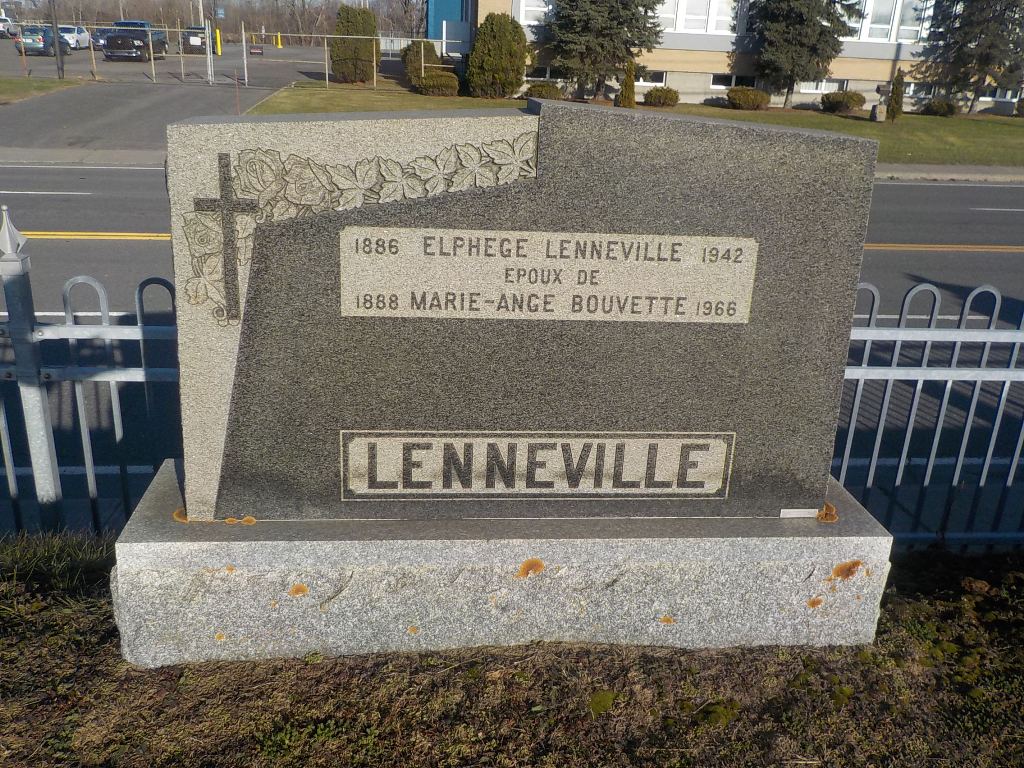 1886 ELPHEGE LENNEVILLE 1942
EPOUX DE
1888 MARIE-ANGE BOUVETTE 1966
LENNEVILLE